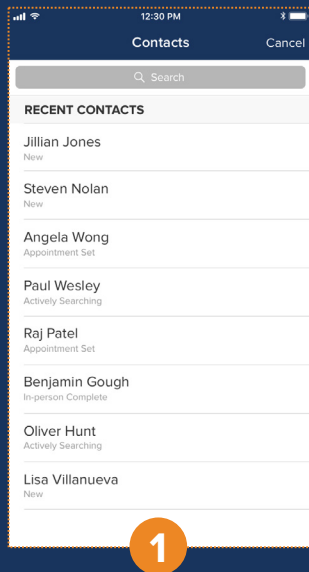 12:30 PM
Contacts
Cancel
Search
RECENT CONTACTS
Jillian Jones
New
Steven Nolan
New
Angela Wong
Appointment Set
Paul Wesley
Actively Searching
Raj Patel
Appointment Set
Benjamin Gough
In-person Complete
Oliver Hunt
Actively Searching
Lisa Villanueva
New
1